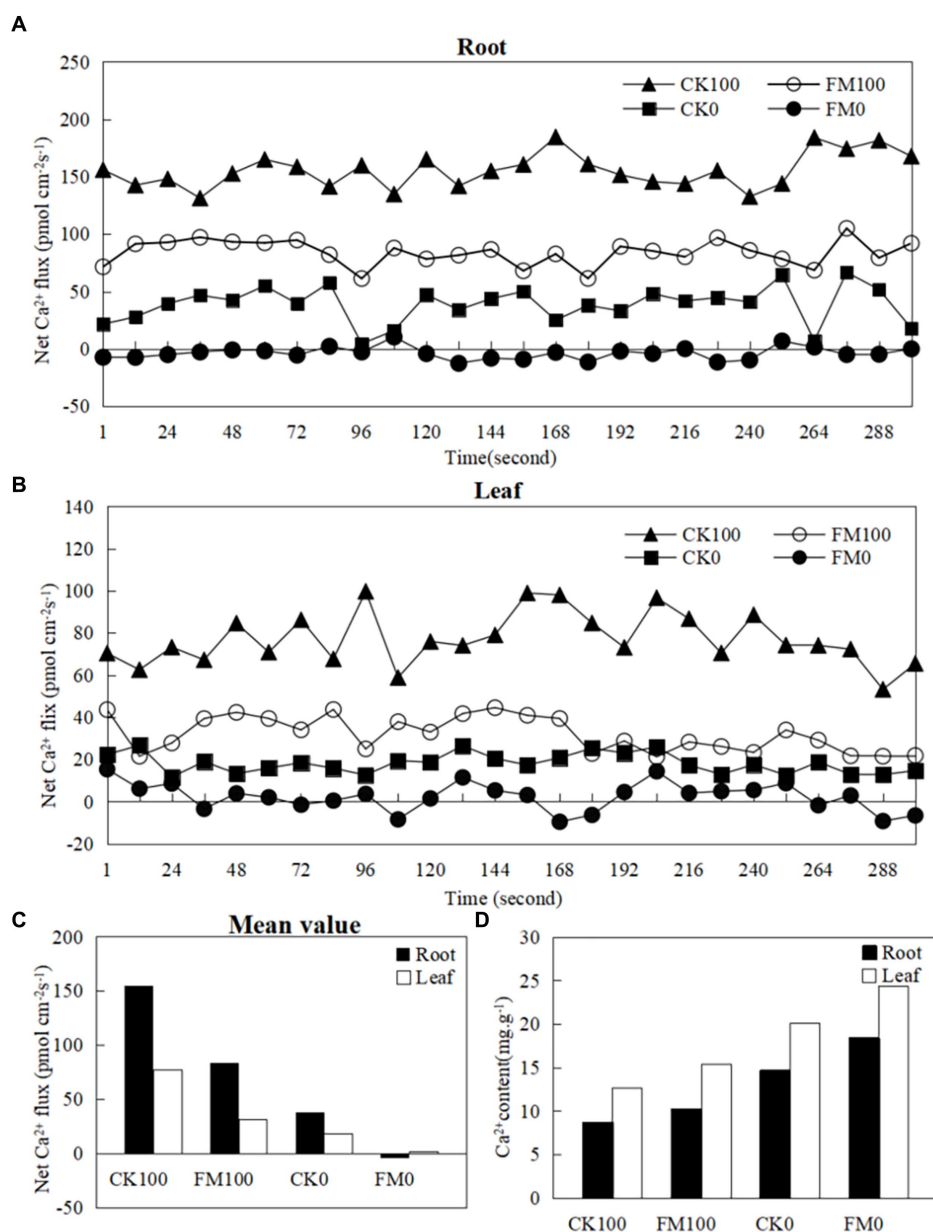 A
Root
CK100 FM100
CK0 FM0
Net Ca²⁺ flux (pmol cm⁻²s⁻¹)
250
200
150
100
50
0
-50
1 24 48 72 96 120 144 168 192 216 240 264 288
Time(second)
B
Leaf
CK100 FM100
CK0 FM0
Net Ca²⁺ flix (pmol cm⁻²s⁻¹)
140
120
100
80
60
40
20
0
-20
1 24 48 72 96 120 144 168 192 216 240 264 288
Time (second)
C
Mean value
Root
Leaf
Net Ca²⁺ flux (pmol cm⁻²s⁻¹)
200
150
100
50
0
-50
CK100 FM100 CK0 FM0
D
Root
Leaf
Ca²⁺content(mg.g⁻¹)
30
25
20
15
10
5
0
CK100 FM100 CK0 FM0